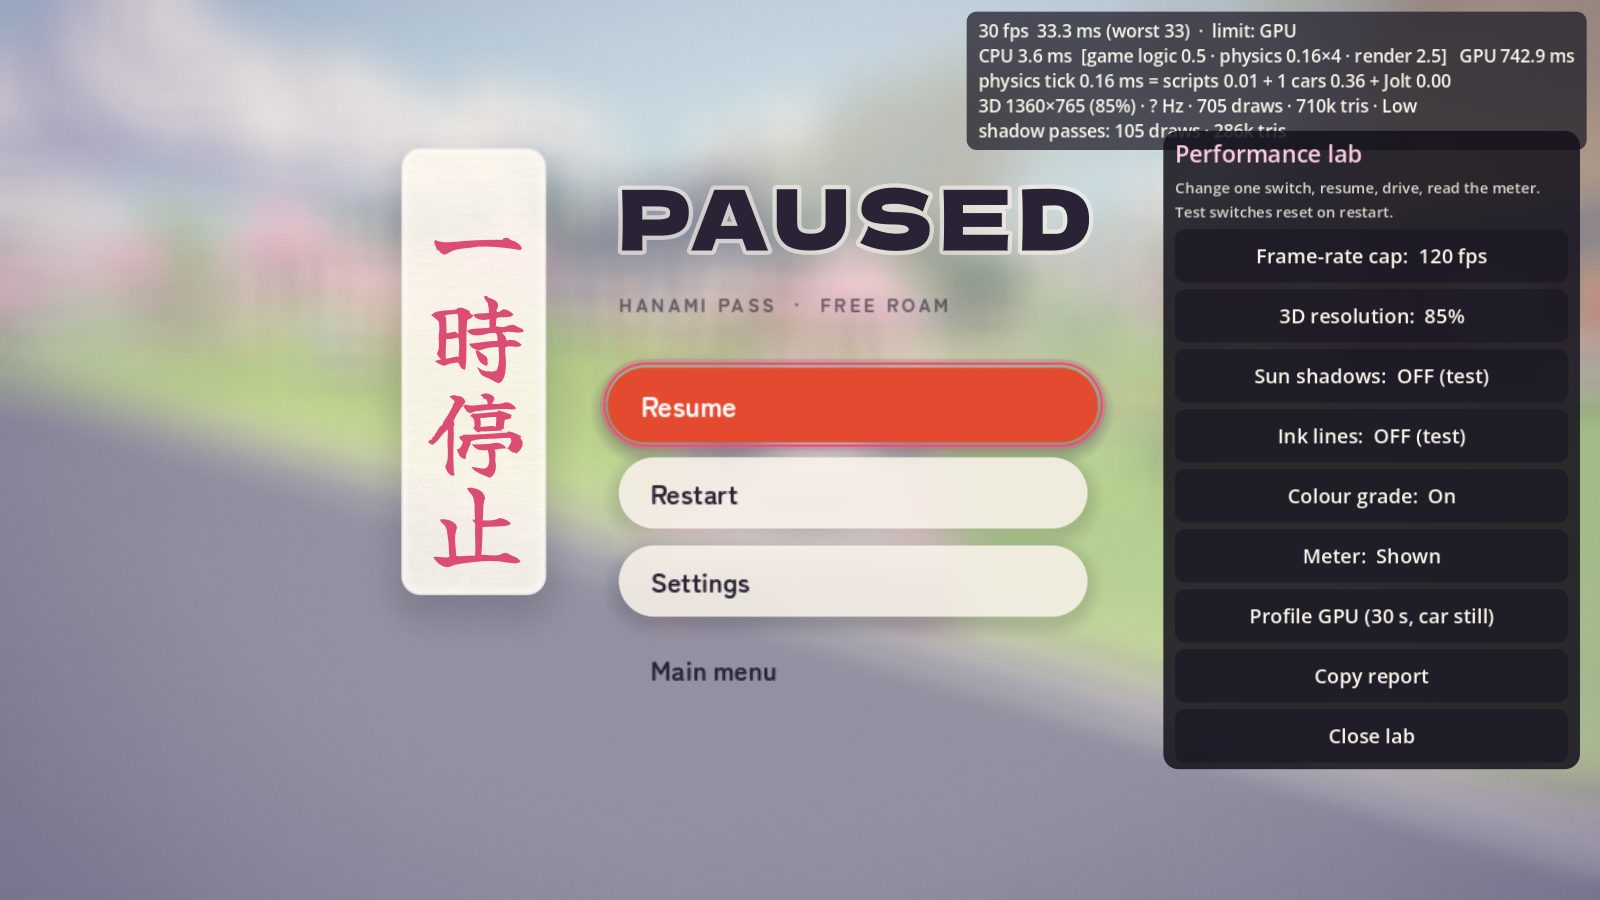 30 fps 33.3 ms (worst 33) · limit: GPU
CPU 3.6 ms [game logic 0.5 · physics 0.16×4 · render 2.5] GPU 742.9 ms
physics tick 0.16 ms = scripts 0.01 + 1 cars 0.36 + Jolt 0.00
3D 1360×765 (85%) · ? Hz · 705 draws · 710k tris · Low
shadow passes: 105 draws · 286k tris
一時停止
PAUSED
HANAMI PASS · FREE ROAM
Resume
Restart
Settings
Main menu
Performance lab
Change one switch, resume, drive, read the meter.
Test switches reset on restart.
Frame-rate cap: 120 fps
3D resolution: 85%
Sun shadows: OFF (test)
Ink lines: OFF (test)
Colour grade: On
Meter: Shown
Profile GPU (30 s, car still)
Copy report
Close lab